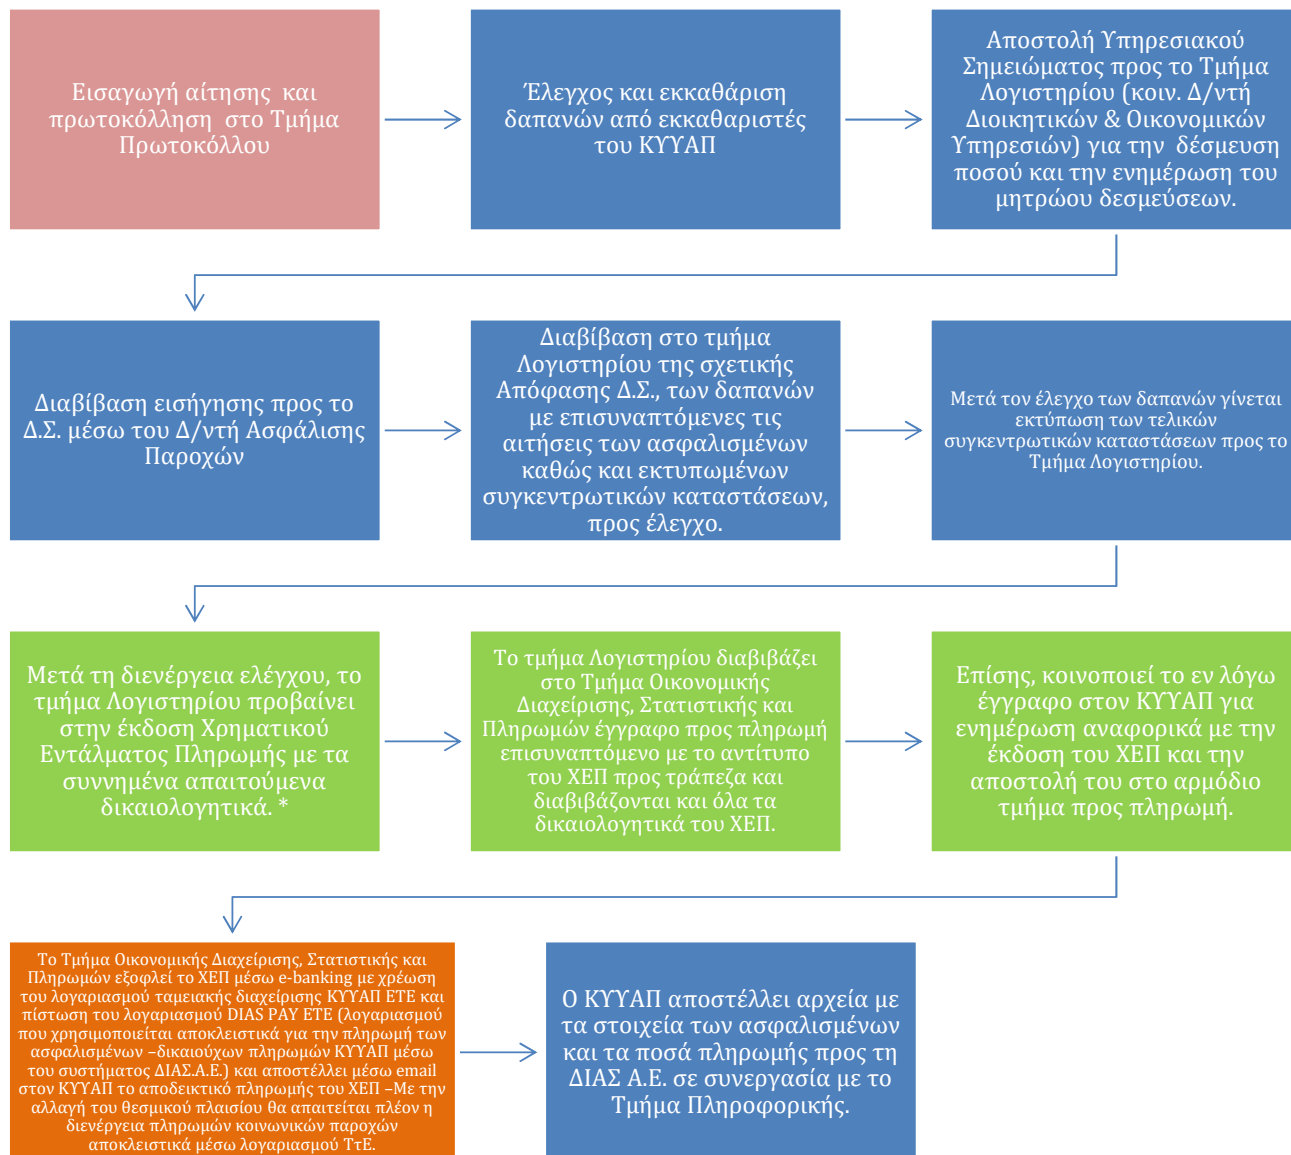 Εισαγωγή αίτησης και
πρωτοκόλληση στο Τμήμα
Πρωτοκόλλου
Έλεγχος και εκκαθάριση
δαπανών από εκκαθαριστές
του ΚΥΥΑΠ
Αποστολή Υπηρεσιακού
Σημειώματος προς το Τμήμα
Λογιστηρίου (κοιν. Δ/ντή
Διοικητικών & Οικονομικών
Υπηρεσιών) για την δέσμευση
ποσού και την ενημέρωση του
μητρώου δεσμεύσεων.
Διαβίβαση εισήγησης προς το
Δ.Σ. μέσω του Δ/ντή Ασφάλισης
Παροχών
Διαβίβαση στο τμήμα
Λογιστηρίου της σχετικής
Απόφασης Δ.Σ., των δαπανών
με επισυναπτόμενες τις
αιτήσεις των ασφαλισμένων
καθώς και εκτυπωμένων
συγκεντρωτικών καταστάσεων,
προς έλεγχο.
Μετά τον έλεγχο των δαπανών γίνεται
εκτύπωση των τελικών
συγκεντρωτικών καταστάσεων προς το
Τμήμα Λογιστηρίου.
Μετά τη διενέργεια ελέγχου, το
τμήμα Λογιστηρίου προβαίνει
στην έκδοση Χρηματικού
Εντάλματος Πληρωμής με τα
συννημένα απαιτούμενα
δικαιολογητικά. *
Το τμήμα Λογιστηρίου διαβιβάζει
στο Τμήμα Οικονομικής
Διαχείρισης, Στατιστικής και
Πληρωμών έγγραφο προς πληρωμή
επισυναπτόμενο με το αντίτυπο
του ΧΕΠ προς τράπεζα και
διαβιβάζονται και όλα τα
δικαιολογητικά του ΧΕΠ.
Επίσης, κοινοποιεί το εν λόγω
έγγραφο στον ΚΥΥΑΠ για
ενημέρωση αναφορικά με την
έκδοση του ΧΕΠ και την
αποστολή του στο αρμόδιο
τμήμα προς πληρωμή.
Το Τμήμα Οικονομικής Διαχείρισης, Στατιστικής και
Πληρωμών εξοφλεί το ΧΕΠ μέσω e-banking με χρέωση
του λογαριασμού ταμειακής διαχείρισης ΚΥΥΑΠ ΕΤΕ και
πίστωση του λογαριασμού DIAS PAY ΕΤΕ (λογαριασμού
που χρησιμοποιείται αποκλειστικά για την πληρωμή των
ασφαλισμένων –δικαιούχων πληρωμών ΚΥΥΑΠ μέσω
του συστήματος ΔΙΑΣ.Α.Ε.) και αποστέλλει μέσω email
στον ΚΥΥΑΠ το αποδεικτικό πληρωμής του ΧΕΠ –Με την
αλλαγή του θεσμικού πλαισίου θα απαιτείται πλέον η
διενέργεια πληρωμών κοινωνικών παροχών
αποκλειστικά μέσω λογαριασμού ΤτΕ.
Ο ΚΥΥΑΠ αποστέλλει αρχεία με
τα στοιχεία των ασφαλισμένων
και τα ποσά πληρωμής προς τη
ΔΙΑΣ Α.Ε. σε συνεργασία με το
Τμήμα Πληροφορικής.